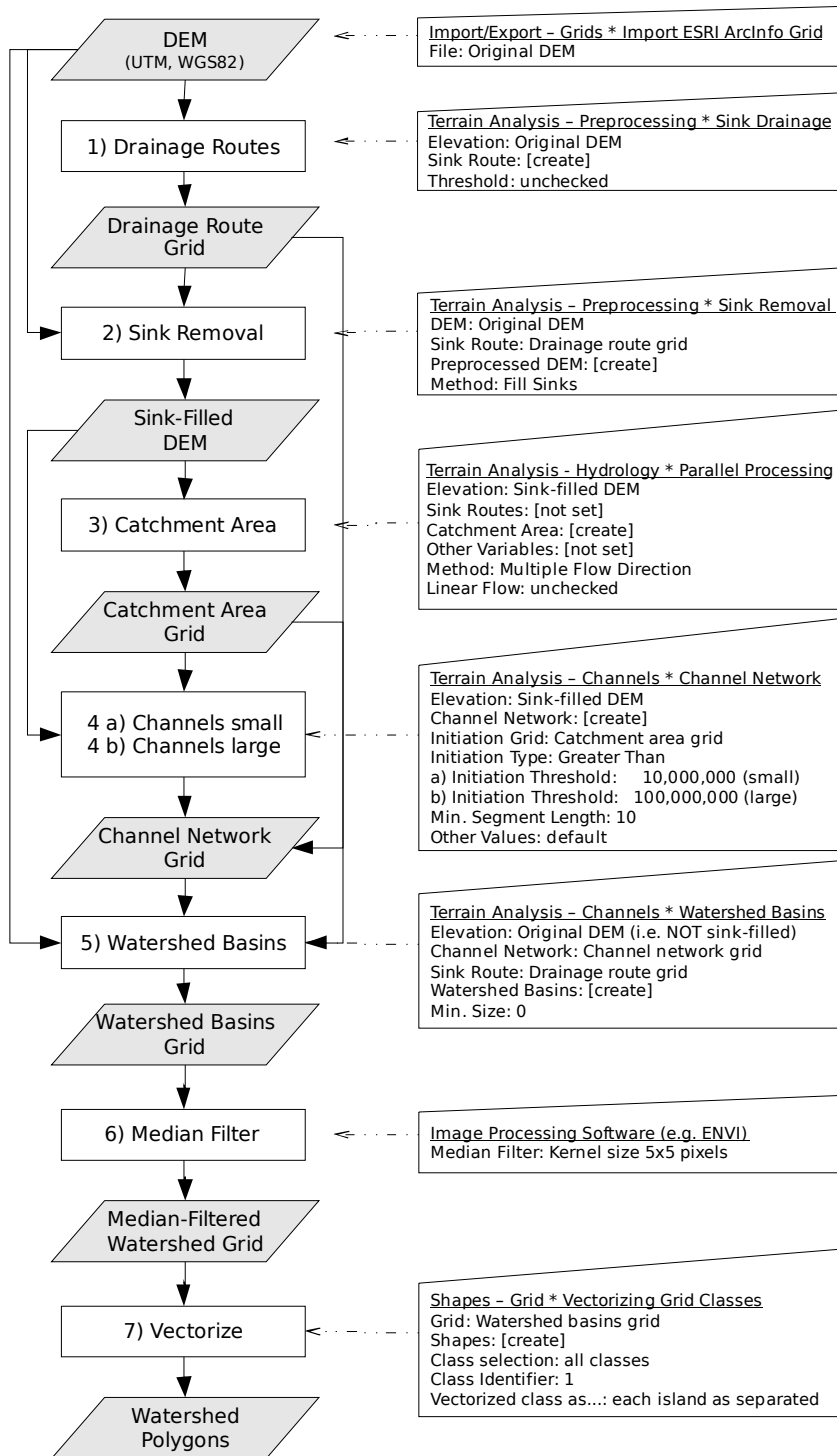 DEM
(UTM, WGS82)
Import/Export – Grids * Import ESRI ArcInfo Grid
File: Original DEM
1) Drainage Routes
Terrain Analysis – Preprocessing * Sink Drainage
Elevation: Original DEM
Sink Route: [create]
Threshold: unchecked
Drainage Route
Grid
2) Sink Removal
Terrain Analysis – Preprocessing * Sink Removal
DEM: Original DEM
Sink Route: Drainage route grid
Preprocessed DEM: [create]
Method: Fill Sinks
Sink-Filled
DEM
3) Catchment Area
Terrain Analysis - Hydrology * Parallel Processing
Elevation: Sink-filled DEM
Sink Routes: [not set]
Catchment Area: [create]
Other Variables: [not set]
Method: Multiple Flow Direction
Linear Flow: unchecked
Catchment Area
Grid
4 a) Channels small
4 b) Channels large
Terrain Analysis – Channels * Channel Network
Elevation: Sink-filled DEM
Channel Network: [create]
Initiation Grid: Catchment area grid
Initiation Type: Greater Than
a) Initiation Threshold: 10,000,000 (small)
b) Initiation Threshold: 100,000,000 (large)
Min. Segment Length: 10
Other Values: default
Channel Network
Grid
5) Watershed Basins
Terrain Analysis – Channels * Watershed Basins
Elevation: Original DEM (i.e. NOT sink-filled)
Channel Network: Channel network grid
Sink Route: Drainage route grid
Watershed Basins: [create]
Min. Size: 0
Watershed Basins
Grid
6) Median Filter
Image Processing Software (e.g. ENVI)
Median Filter: Kernel size 5x5 pixels
Median-Filtered
Watershed Grid
7) Vectorize
Shapes – Grid * Vectorizing Grid Classes
Grid: Watershed basins grid
Shapes: [create]
Class selection: all classes
Class Identifier: 1
Vectorized class as...: each island as separated
Watershed
Polygons